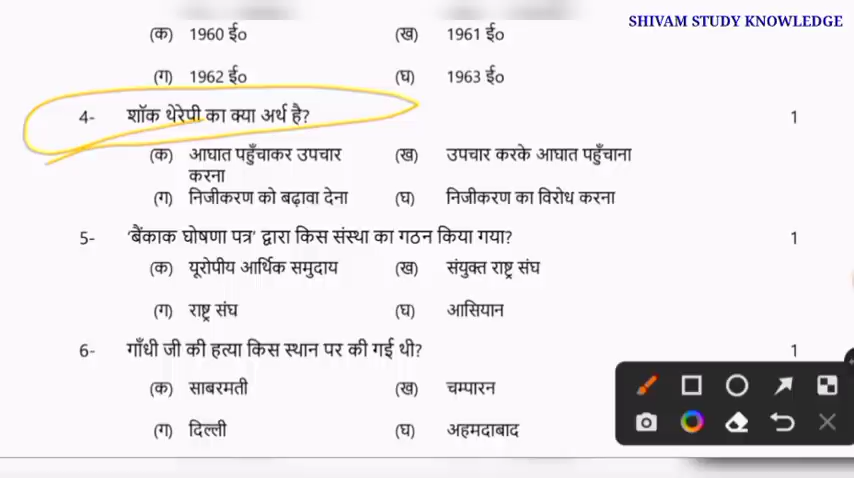 SHIVAM STUDY KNOWLEDGE
(क) 1960 ई० (ख) 1961 ई०
(ग) 1962 ई० (घ) 1963 ई०
4- शॉक थेरेपी का क्या अर्थ है? 1
(क) आघात पहुँचाकर उपचार (ख) उपचार करके आघात पहुँचाना
करना
(ग) निजीकरण को बढ़ावा देना (घ) निजीकरण का विरोध करना
5- 'बैंकाक घोषणा पत्र' द्वारा किस संस्था का गठन किया गया? 1
(क) यूरोपीय आर्थिक समुदाय (ख) संयुक्त राष्ट्र संघ
(ग) राष्ट्र संघ (घ) आसियान
6- गाँधी जी की हत्या किस स्थान पर की गई थी? 1
(क) साबरमती (ख) चम्पारन
(ग) दिल्ली (घ) अहमदाबाद